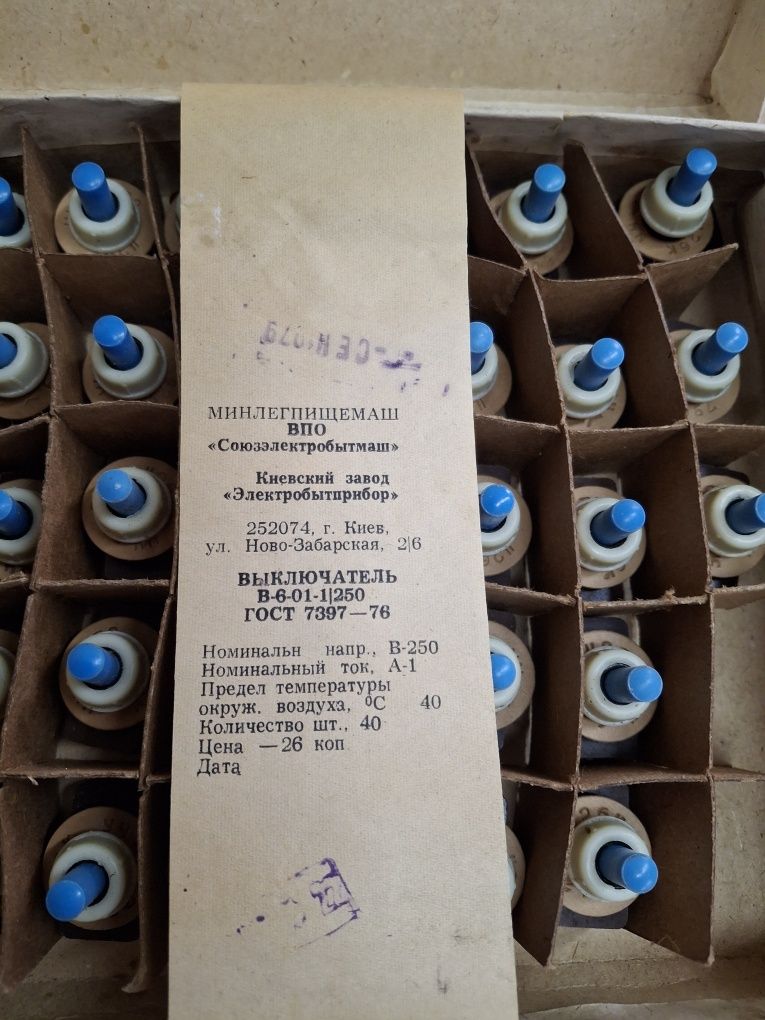 МИНЛЕГПИЩЕМАШ
ВПО
«Союзэлектробытмаш»
Киевский завод
«Электробытприбор»
252074, г. Киев,
ул. Ново-Забарская, 2|6
ВЫКЛЮЧАТЕЛЬ
В-6-01-1|250
ГОСТ 7397—76
Номинальн напр., В-250
Номинальный ток, А-1
Предел температуры
окруж. воздуха, °С 40
Количество шт., 40
Цена —26 коп
Дата